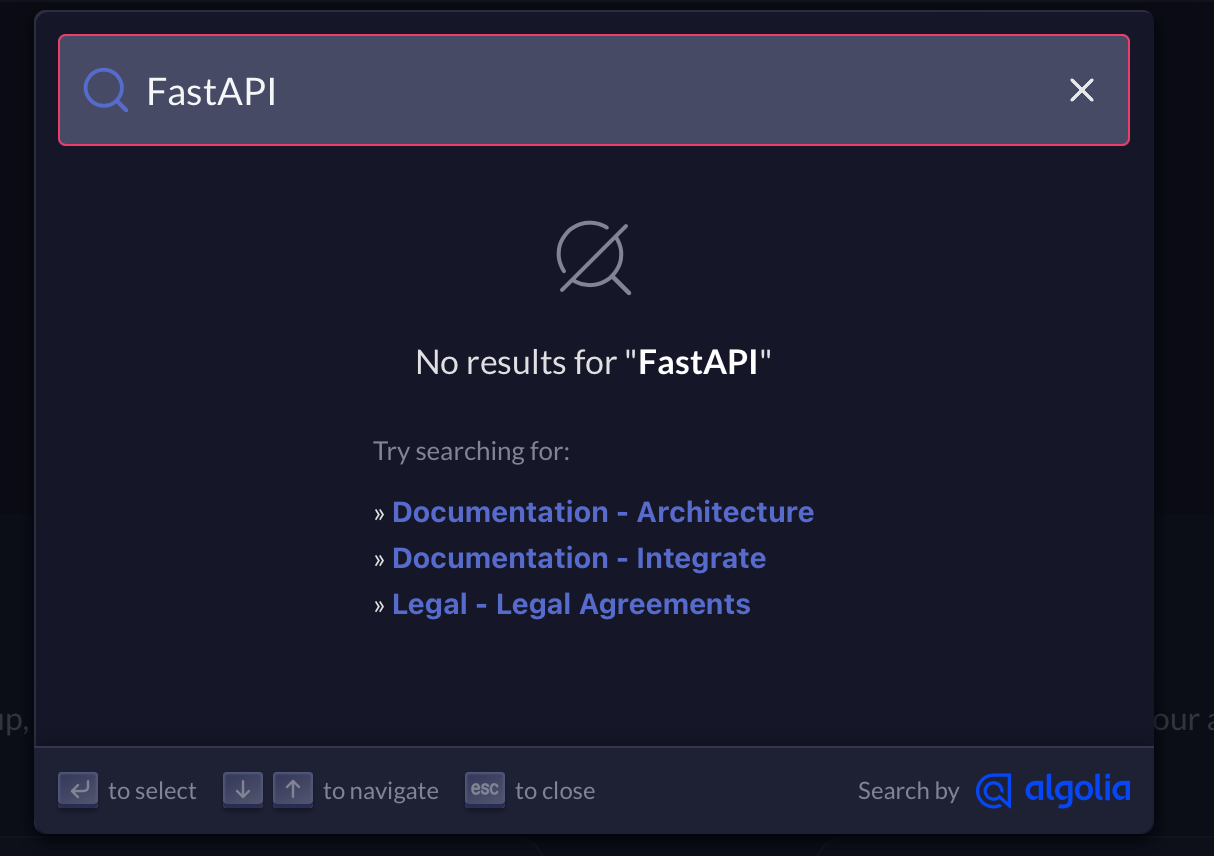 FastAPI
No results for "FastAPI"
Try searching for:
» Documentation - Architecture
» Documentation - Integrate
» Legal - Legal Agreements
up,
our a
to select
to navigate
esc to close
Search by algolia